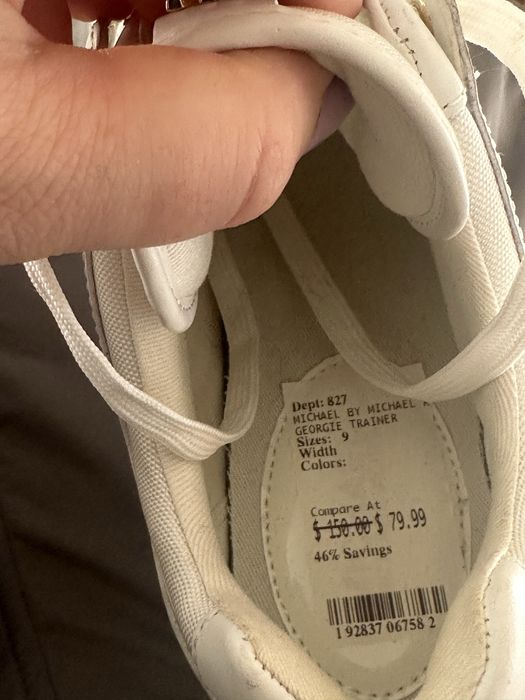 Dept: 827
MICHAEL BY MICHAEL K
GEORGIE TRAINER
Sizes: 9
Width
Colors:
Compare At
$ 150.00 $ 79.99
46% Savings
1 92837 06758 2